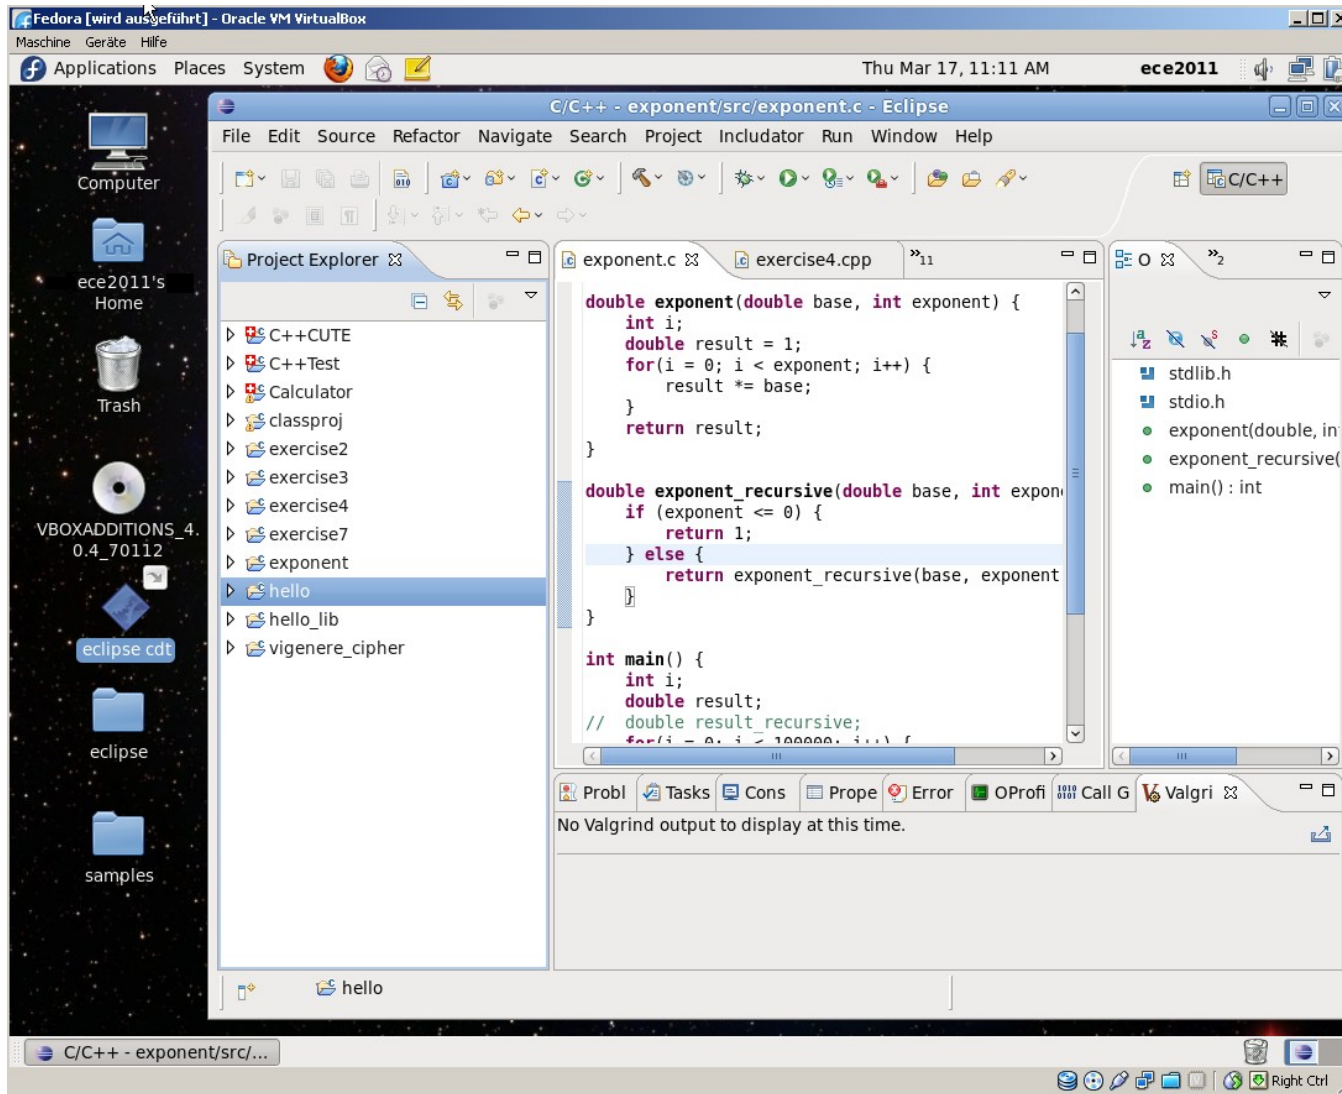 Fedora [wird ausgeführt] - Oracle VM VirtualBox
Maschine Geräte Hilfe
Applications Places System Thu Mar 17, 11:11 AM ece2011
C/C++ - exponent/src/exponent.c - Eclipse
File Edit Source Refactor Navigate Search Project Includator Run Window Help
C/C++
Computer
ece2011's
Home
Trash
VBOXADDITIONS_4.
0.4_70112
eclipse cdt
eclipse
samples
Project Explorer
C++CUTE
C++Test
Calculator
classproj
exercise2
exercise3
exercise4
exercise7
exponent
hello
hello_lib
vigenere_cipher
exponent.c exercise4.cpp »11
double exponent(double base, int exponent) {
int i;
double result = 1;
for(i = 0; i < exponent; i++) {
result *= base;
}
return result;
}
double exponent_recursive(double base, int expon
if (exponent <= 0) {
return 1;
} else {
return exponent_recursive(base, exponent
}
}
int main() {
int i;
double result;
// double result_recursive;
for(i = 0; i < 100000; i++) {
O »2
stdlib.h
stdio.h
exponent(double, in
exponent_recursive(
main() : int
Probl Tasks Cons Prope Error OProfi Call G Valgri
No Valgrind output to display at this time.
hello
C/C++ - exponent/src/...
Right Ctrl